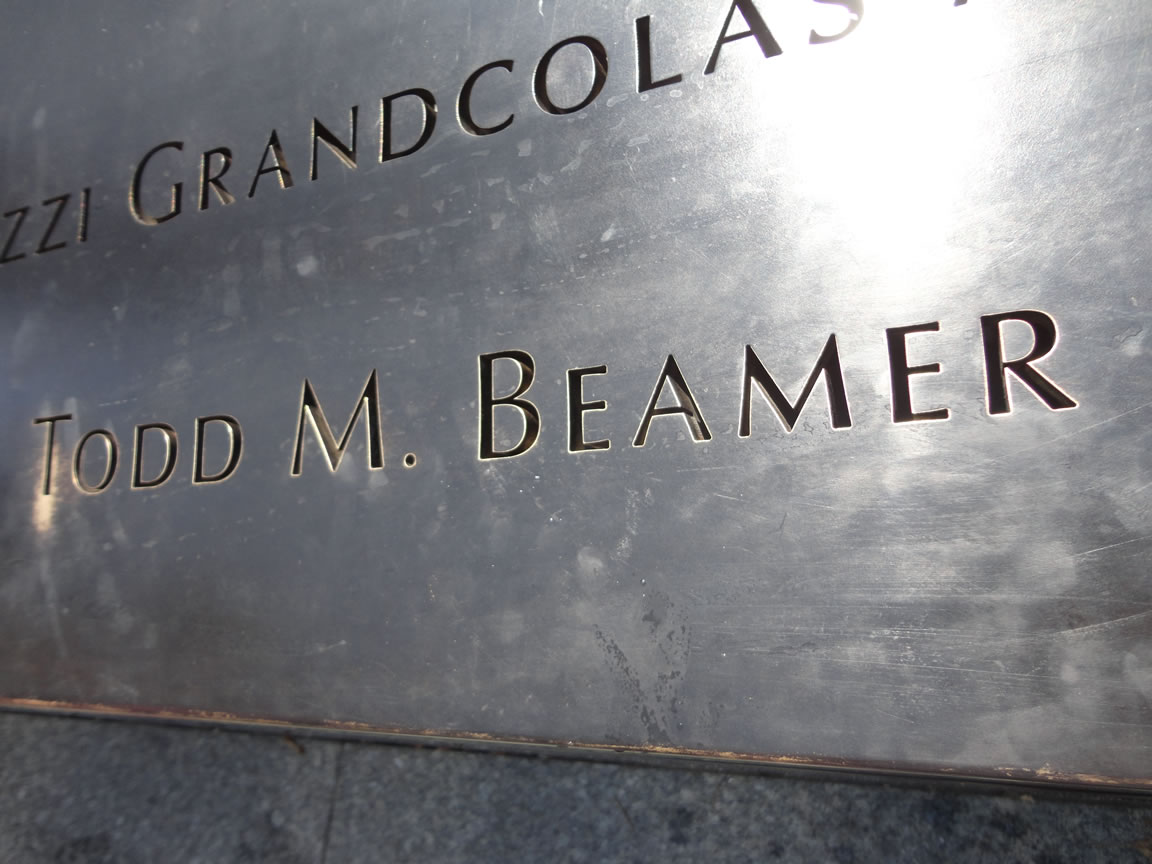 ZZI GRANDCOLAS
TODD M. BEAMER